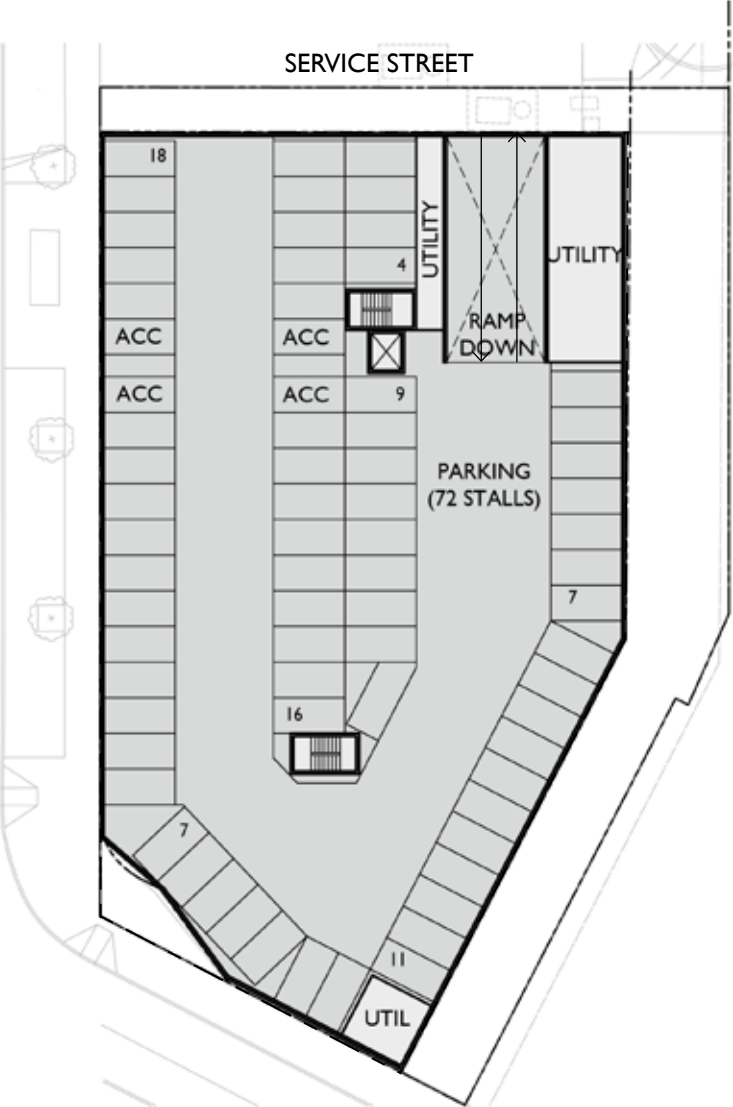 SERVICE STREET
18
4
UTILITY
UTILITY
RAMP
DOWN
ACC
ACC
ACC
ACC
9
PARKING
(72 STALLS)
7
16
7
11
UTIL